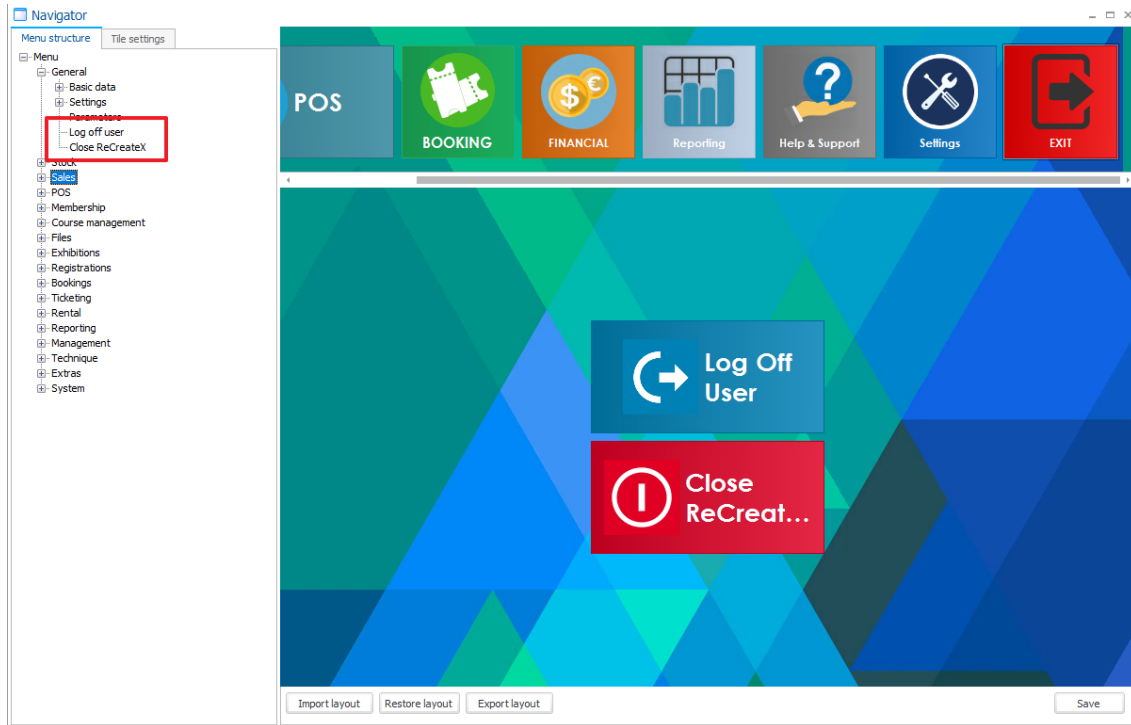 Navigator
Menu structure
Tile settings
Menu
General
Basic data
Settings
Parameters
Log off user
Close ReCreateX
Stock
Sales
POS
Membership
Course management
Files
Exhibitions
Registrations
Bookings
Ticketing
Rental
Reporting
Management
Technique
Extras
System
POS
BOOKING
FINANCIAL
Reporting
Help & Support
Settings
EXIT
Log Off
User
Close
ReCreat...
Import layout
Restore layout
Export layout
Save